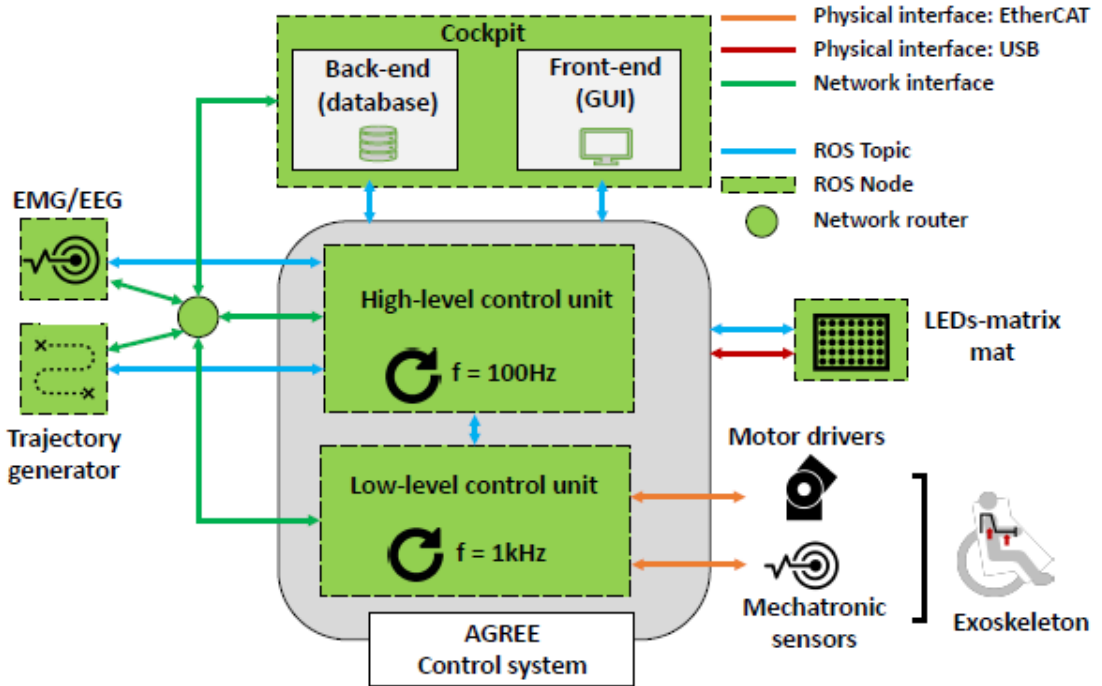 Cockpit
Back-end
(database)
Front-end
(GUI)
Physical interface: EtherCAT
Physical interface: USB
Network interface
ROS Topic
ROS Node
Network router
EMG/EEG
Trajectory
generator
High-level control unit
f = 100Hz
Low-level control unit
f = 1kHz
AGREE
Control system
LEDs-matrix
mat
Motor drivers
Mechatronic
sensors
Exoskeleton